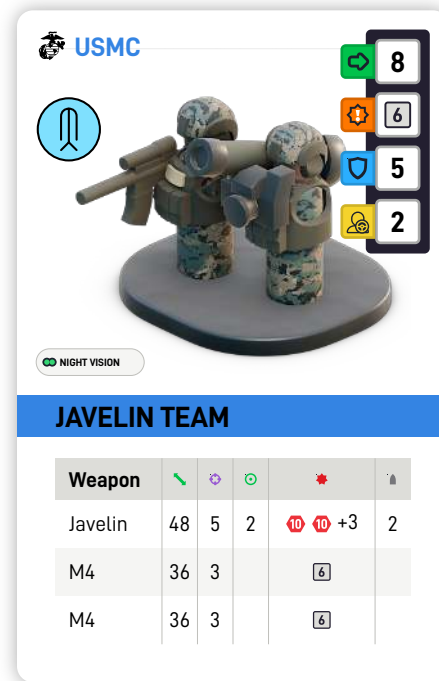 USMC
8
6
5
2
NIGHT VISION
JAVELIN TEAM
Weapon
Javelin 48 5 2 10 10 +3 2
M4 36 3 6
M4 36 3 6